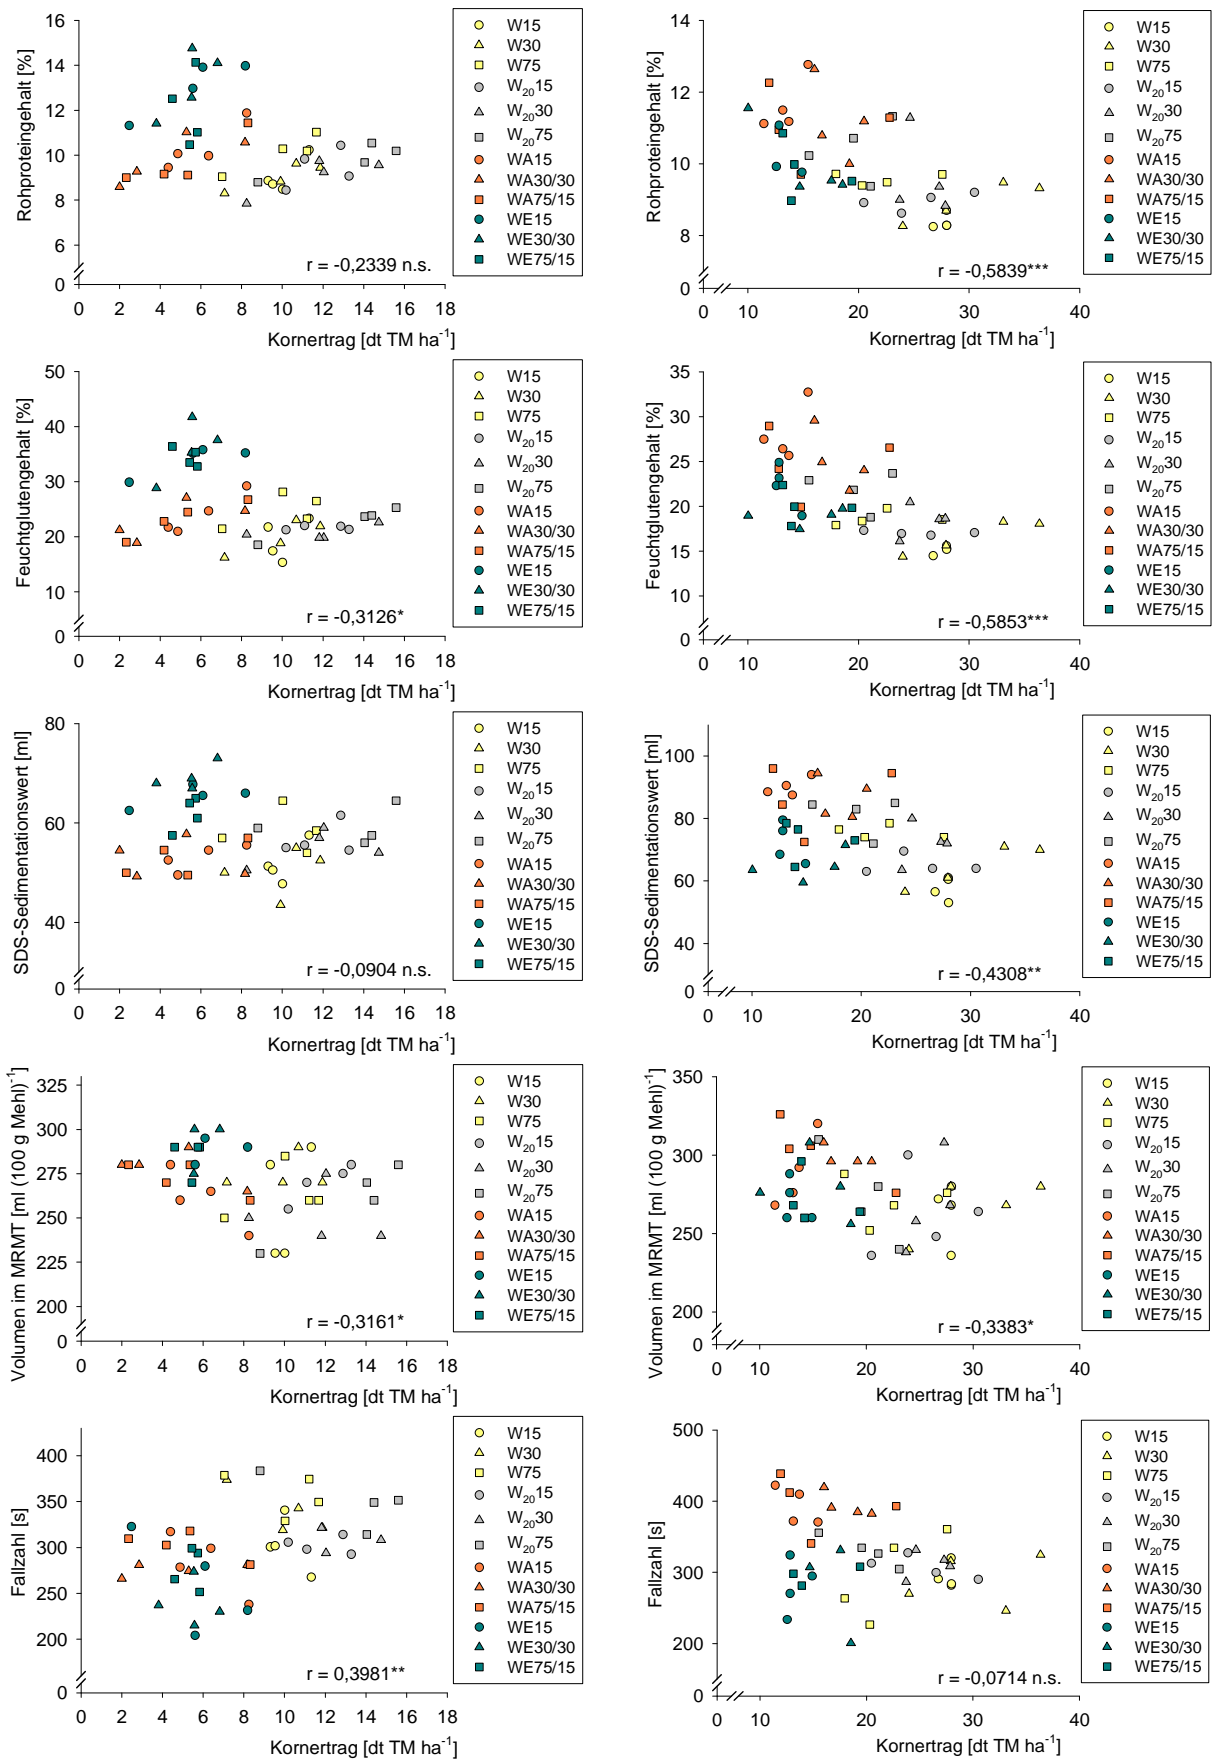 16
14
12
10
8
6
0
Rohproteingehalt [%]
0 2 4 6 8 10 12 14 16 18
Kornertrag [dt TM ha⁻¹]
r = -0,2339 n.s.
W15
W30
W75
W₂₀15
W₂₀30
W₂₀75
WA15
WA30/30
WA75/15
WE15
WE30/30
WE75/15
14
12
10
8
0
Rohproteingehalt [%]
0 10 20 30 40
Kornertrag [dt TM ha⁻¹]
r = -0,5839***
W15
W30
W75
W₂₀15
W₂₀30
W₂₀75
WA15
WA30/30
WA75/15
WE15
WE30/30
WE75/15
50
40
30
20
10
0
Feuchtglutengehalt [%]
0 2 4 6 8 10 12 14 16 18
Kornertrag [dt TM ha⁻¹]
r = -0,3126*
W15
W30
W75
W₂₀15
W₂₀30
W₂₀75
WA15
WA30/30
WA75/15
WE15
WE30/30
WE75/15
35
30
25
20
15
10
0
Feuchtglutengehalt [%]
0 10 20 30 40
Kornertrag [dt TM ha⁻¹]
r = -0,5853***
W15
W30
W75
W₂₀15
W₂₀30
W₂₀75
WA15
WA30/30
WA75/15
WE15
WE30/30
WE75/15
80
60
40
0
SDS-Sedimentationswert [ml]
0 2 4 6 8 10 12 14 16 18
Kornertrag [dt TM ha⁻¹]
r = -0,0904 n.s.
W15
W30
W75
W₂₀15
W₂₀30
W₂₀75
WA15
WA30/30
WA75/15
WE15
WE30/30
WE75/15
100
80
60
40
0
SDS-Sedimentationswert [ml]
0 10 20 30 40
Kornertrag [dt TM ha⁻¹]
r = -0,4308**
W15
W30
W75
W₂₀15
W₂₀30
W₂₀75
WA15
WA30/30
WA75/15
WE15
WE30/30
WE75/15
325
300
275
250
225
200
0
Volumen im MRMT [ml (100 g Mehl)⁻¹]
0 2 4 6 8 10 12 14 16 18
Kornertrag [dt TM ha⁻¹]
r = -0,3161*
W15
W30
W75
W₂₀15
W₂₀30
W₂₀75
WA15
WA30/30
WA75/15
WE15
WE30/30
WE75/15
350
300
250
200
0
Volumen im MRMT [ml (100 g Mehl)⁻¹]
10 20 30 40
Kornertrag [dt TM ha⁻¹]
r = -0,3383*
W15
W30
W75
W₂₀15
W₂₀30
W₂₀75
WA15
WA30/30
WA75/15
WE15
WE30/30
WE75/15
400
350
300
250
200
0
Fallzahl [s]
0 2 4 6 8 10 12 14 16 18
Kornertrag [dt TM ha⁻¹]
r = 0,3981**
W15
W30
W75
W₂₀15
W₂₀30
W₂₀75
WA15
WA30/30
WA75/15
WE15
WE30/30
WE75/15
500
400
300
200
0
Fallzahl [s]
10 20 30 40
Kornertrag [dt TM ha⁻¹]
r = -0,0714 n.s.
W15
W30
W75
W₂₀15
W₂₀30
W₂₀75
WA15
WA30/30
WA75/15
WE15
WE30/30
WE75/15